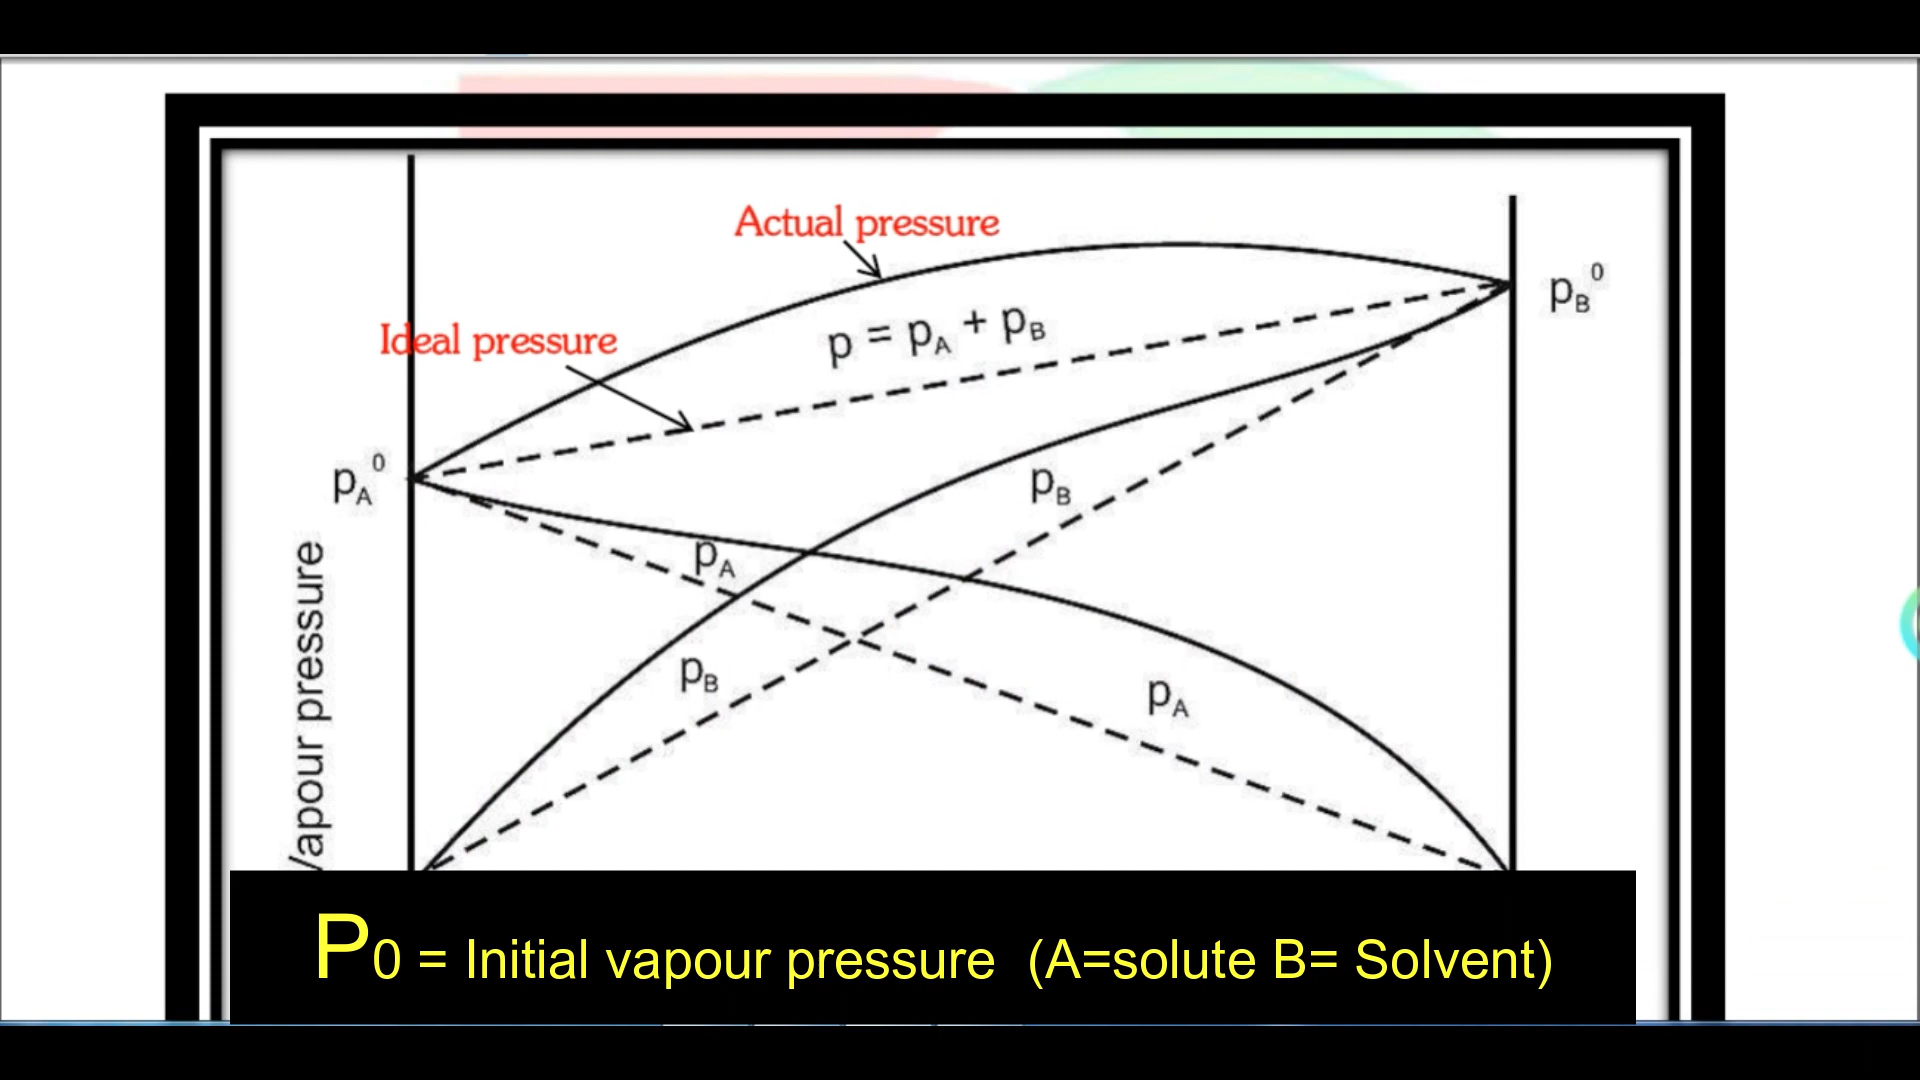 Actual pressure
p_B^0
p = p_A + p_B
Ideal pressure
p_A^0
p_B
p_A
p_B
p_A
Vapour pressure
P0 = Initial vapour pressure (A=solute B= Solvent)